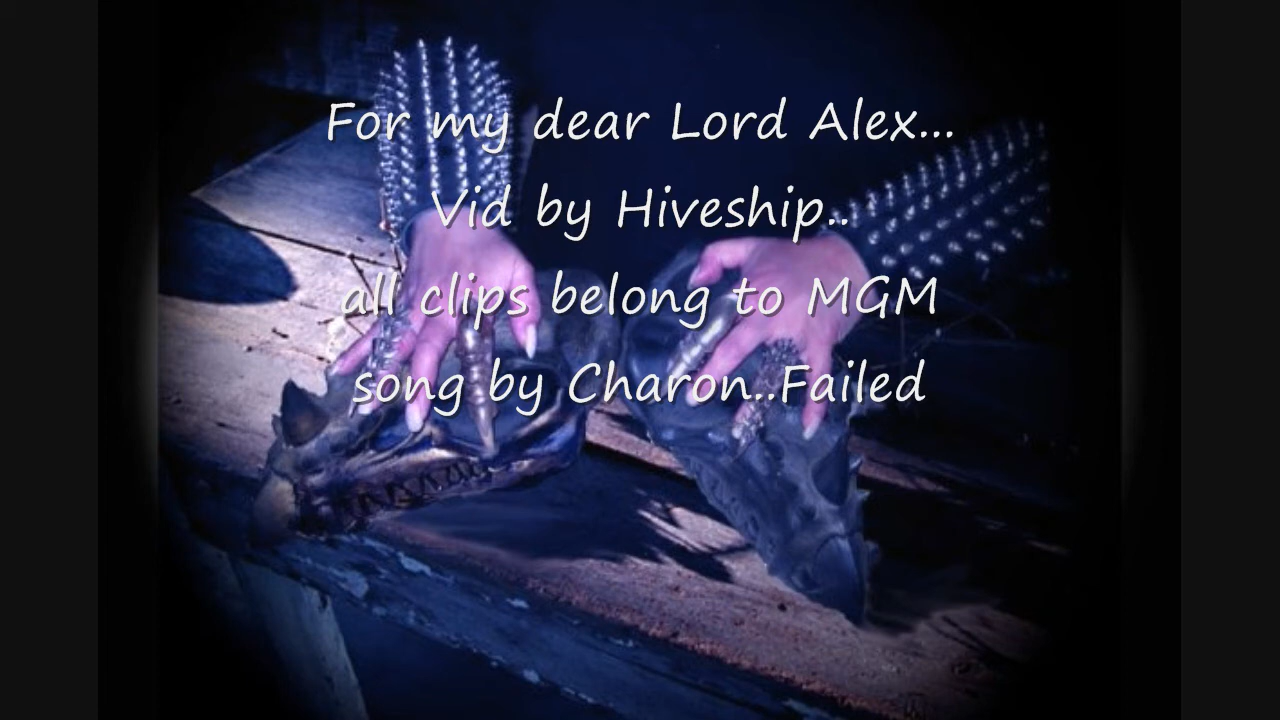 For my dear Lord Alex...
Vid by Hiveship..
all clips belong to MGM
song by Charon..Failed